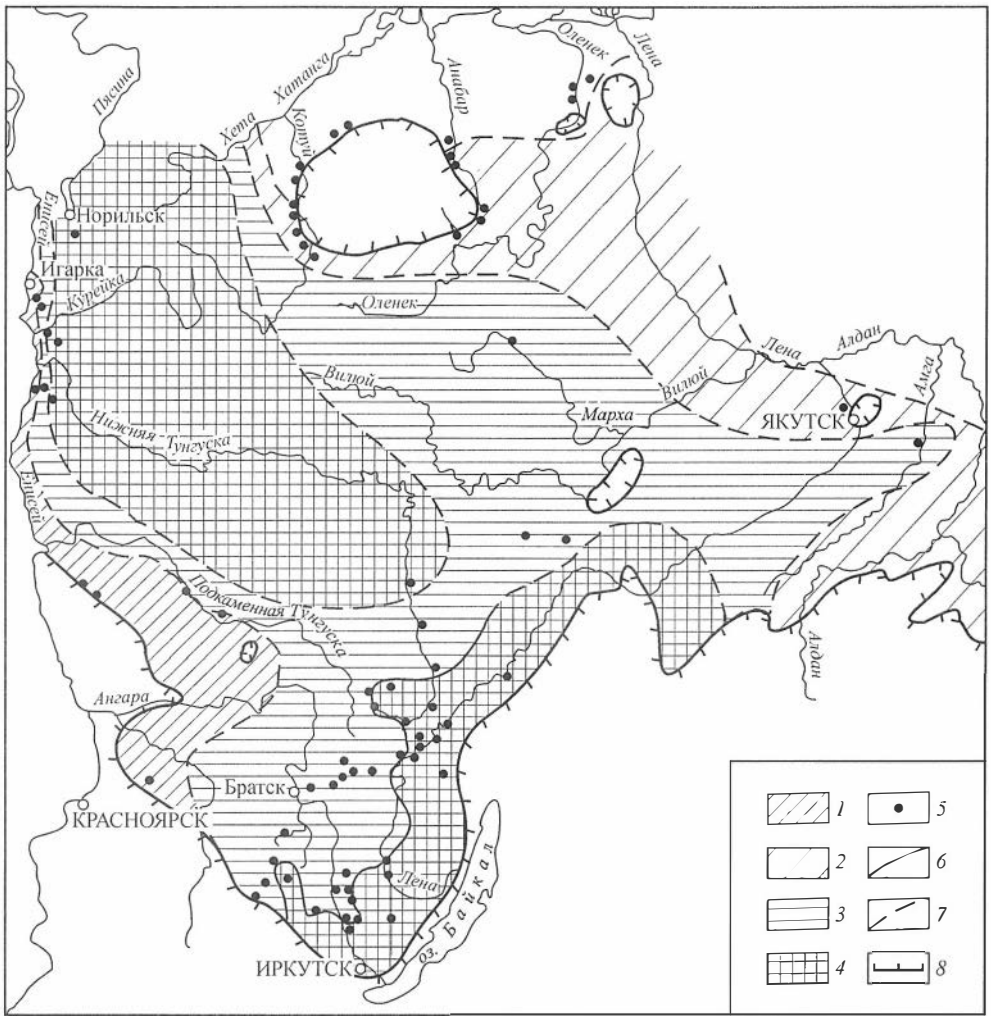 Оленек
Лена
Пясина
Хатанга
Анабар
Хета
Котуй
Енисей
Норильск
Игарка
Курейка
Оленек
Лена
Алдан
Амга
Вилюй
Вилюй
Марха
ЯКУТСК
Нижняя Тунгуска
Енисей
Подкаменная Тунгуска
Алдан
Ангара
Братск
КРАСНОЯРСК
Лена
оз. Байкал
ИРКУТСК
1
5
2
6
3
7
4
8